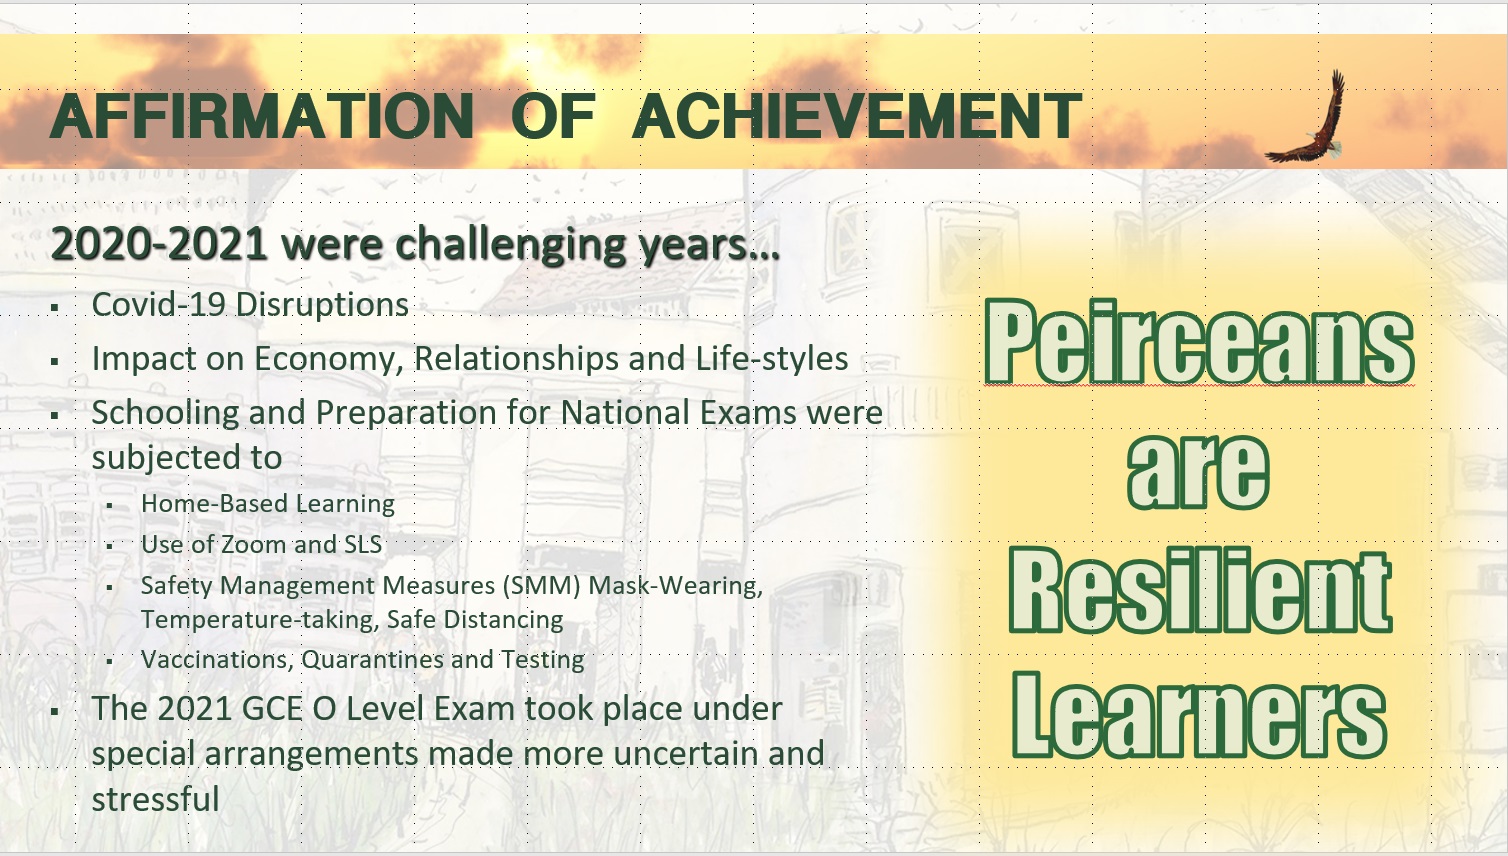 AFFIRMATION OF ACHIEVEMENT
2020-2021 were challenging years...
▪ Covid-19 Disruptions
▪ Impact on Economy, Relationships and Life-styles
▪ Schooling and Preparation for National Exams were
subjected to
▪ Home-Based Learning
▪ Use of Zoom and SLS
▪ Safety Management Measures (SMM) Mask-Wearing,
Temperature-taking, Safe Distancing
▪ Vaccinations, Quarantines and Testing
▪ The 2021 GCE O Level Exam took place under
special arrangements made more uncertain and
stressful
Peirceans
are
Resilient
Learners